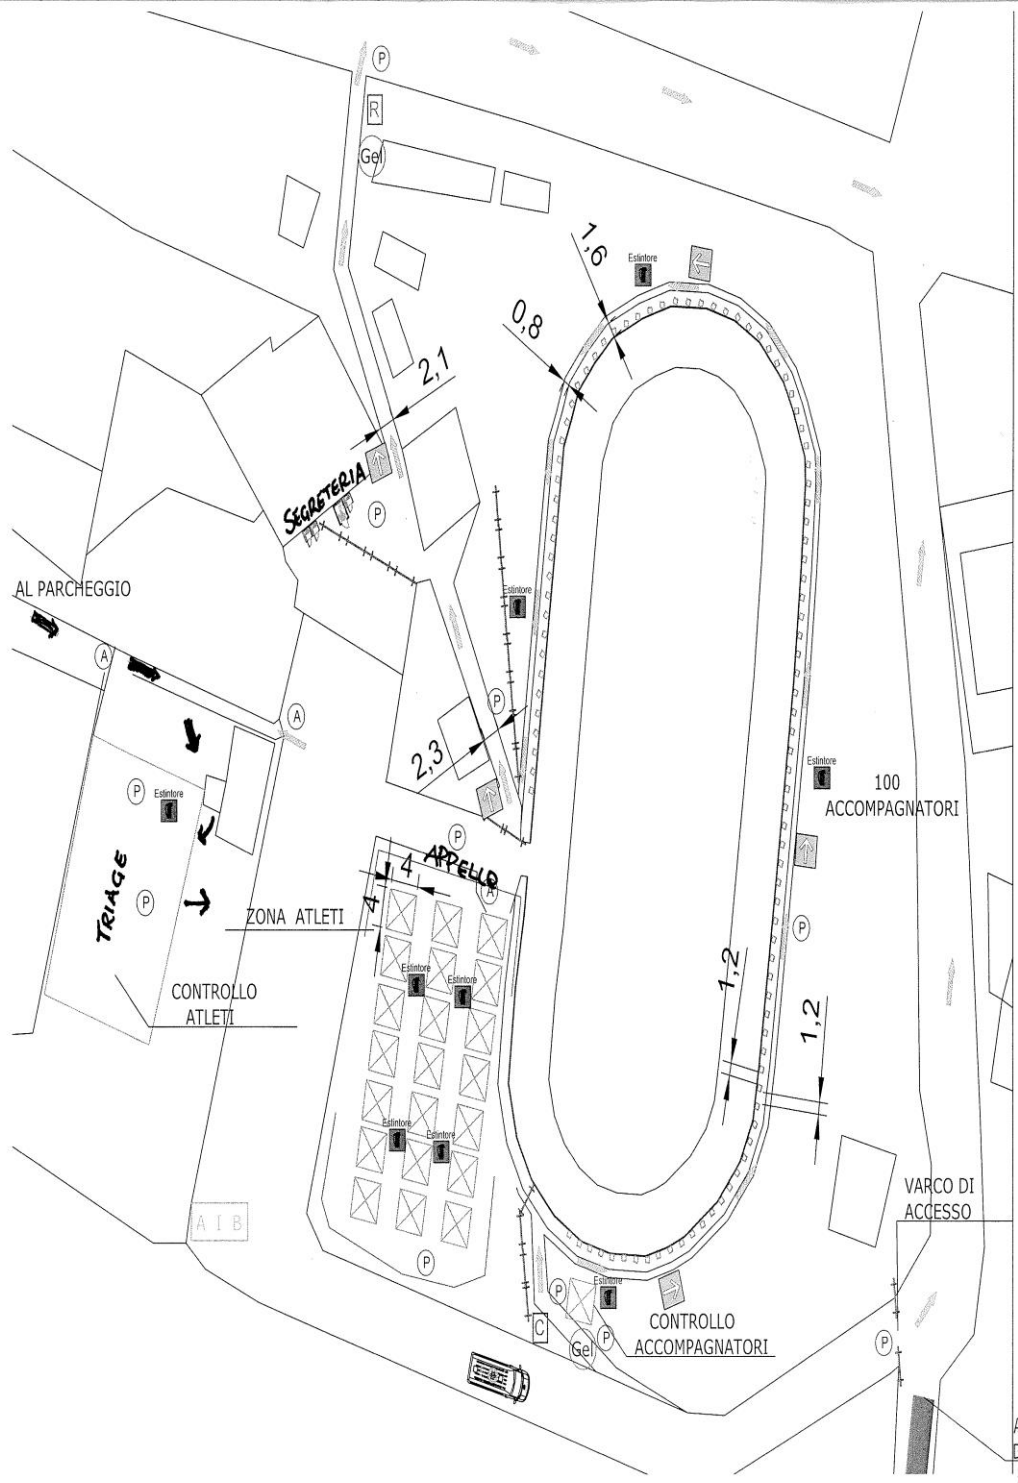 P
R
Gel
1,6
Estintore
0,8
2,1
SEGRETERIA
P
AL PARCHEGGIO
Estintore
A
A
P
2,3
P
Estintore
Estintore
100
ACCOMPAGNATORI
P
APPELLO
4
A
4
TRIAGE
P
ZONA ATLETI
P
Estintore
Estintore
1,2
CONTROLLO
ATLETI
1,2
Estintore
Estintore
VARCO DI
ACCESSO
A I B
P
P
Estintore
C
CONTROLLO
ACCOMPAGNATORI
P
Gel
P